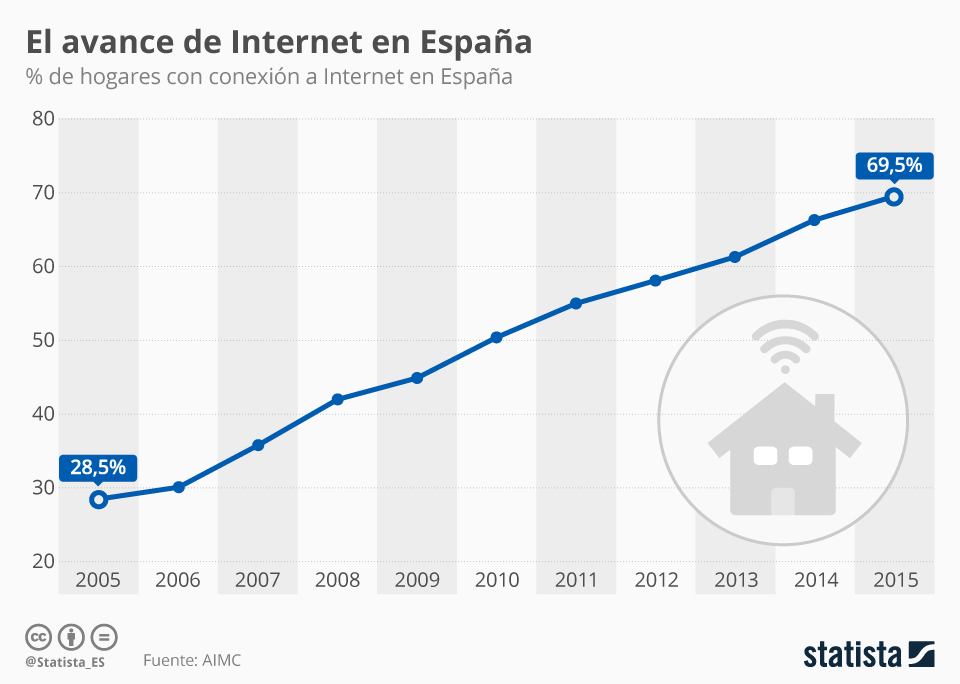 El avance de Internet en España
% de hogares con conexión a Internet en España
80
70
60
50
40
30
20
28,5%
69,5%
2005 2006 2007 2008 2009 2010 2011 2012 2013 2014 2015
cc
@Statista_ES
Fuente: AIMC
statista